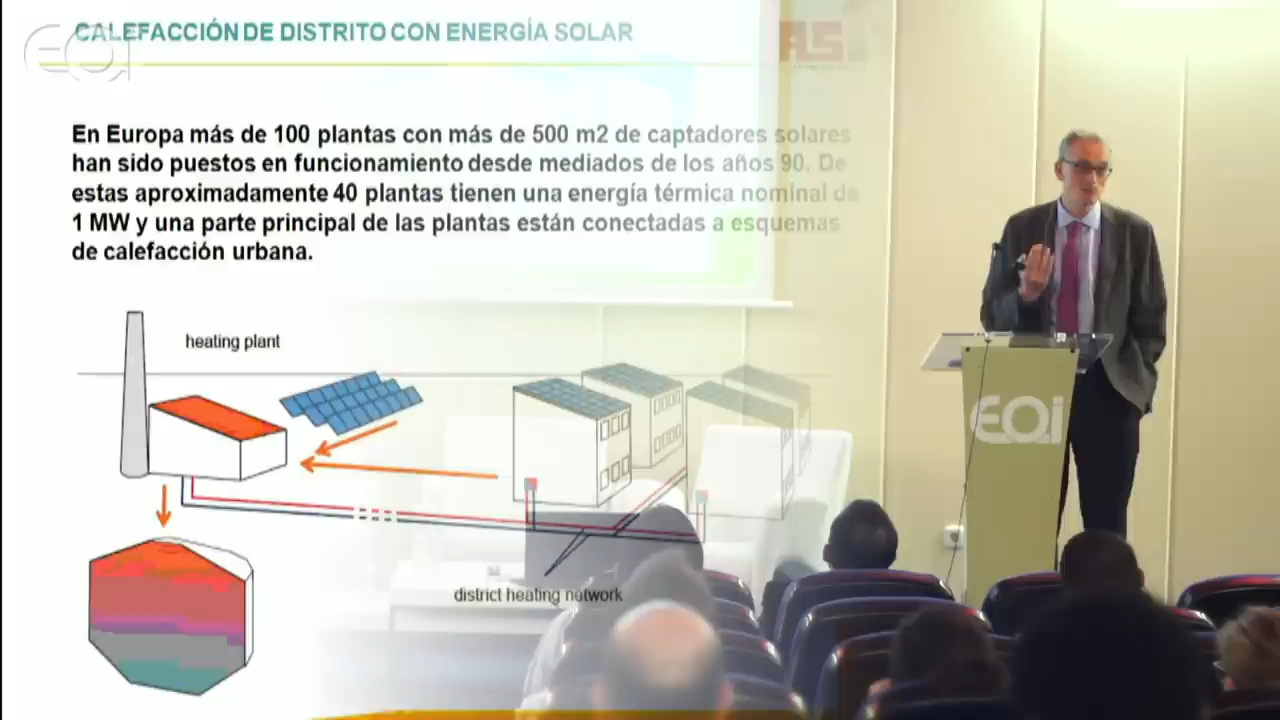 CALEFACCIÓN DE DISTRITO CON ENERGÍA SOLAR
EOi
AS
En Europa más de 100 plantas con más de 500 m2 de captadores solares
han sido puestos en funcionamiento desde mediados de los años 90. De
estas aproximadamente 40 plantas tienen una energía térmica nominal de
1 MW y una parte principal de las plantas están conectadas a esquemas
de calefacción urbana.
heating plant
EOi
district heating network